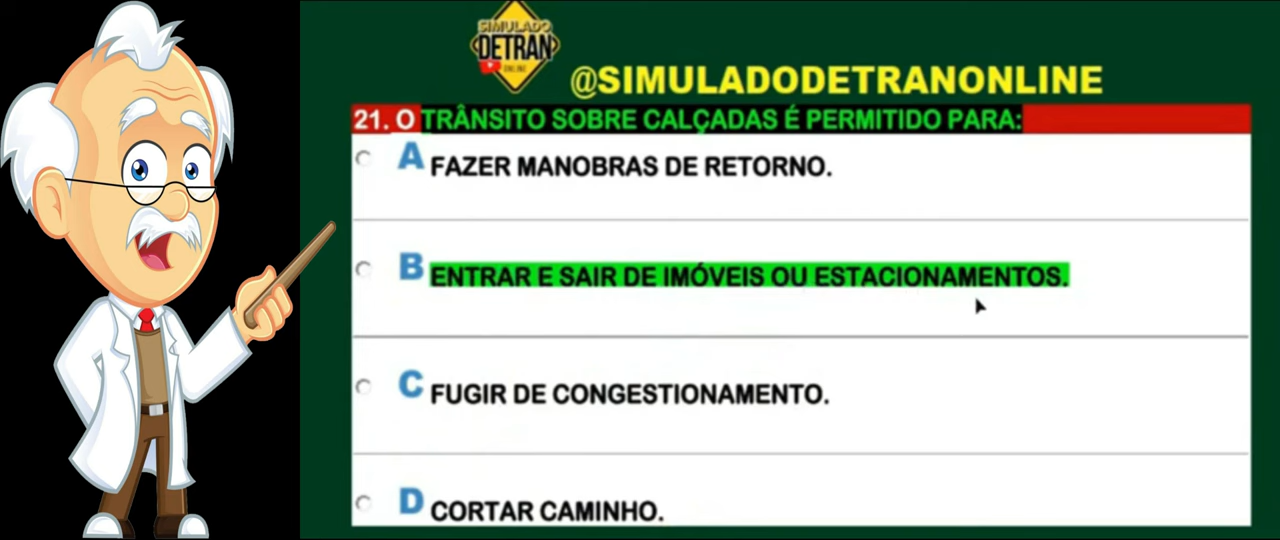 SIMULADO
DETRAN
ONLINE
@SIMULADODETRANONLINE
21. O TRÂNSITO SOBRE CALÇADAS É PERMITIDO PARA:
A FAZER MANOBRAS DE RETORNO.
B ENTRAR E SAIR DE IMÓVEIS OU ESTACIONAMENTOS.
C FUGIR DE CONGESTIONAMENTO.
D CORTAR CAMINHO.